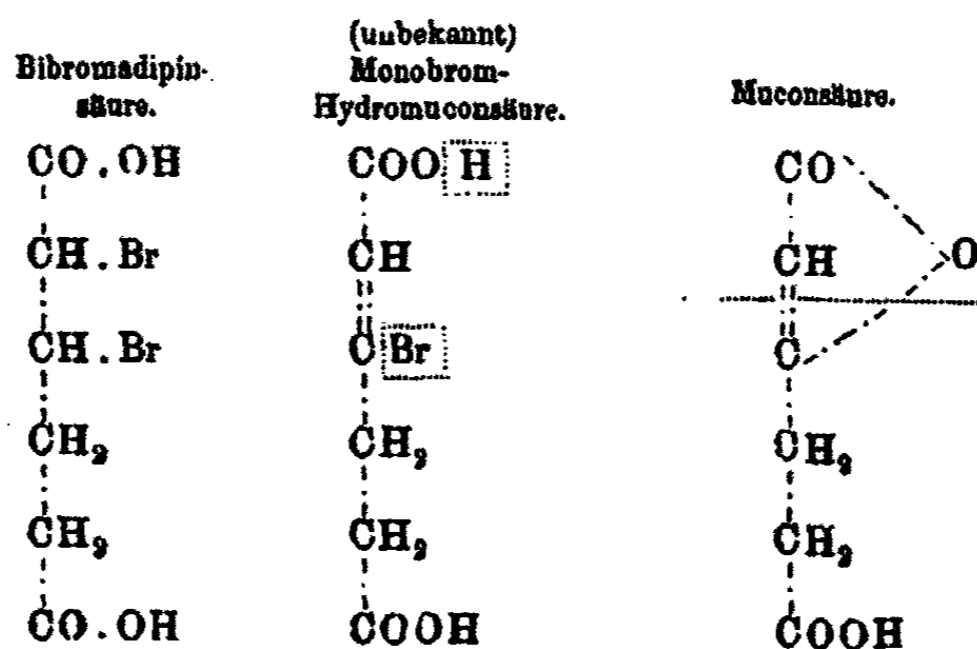 Bibromadipin-
säure.
CO.OH
CH.Br
CH.Br
CH₂
CH₂
CO.OH
(unbekannt)
Monobrom-
Hydromuconsäure.
COO H
CH
C Br
CH₂
CH₂
COOH
Muconsäure.
CO
CH
O
C
CH₂
CH₂
COOH